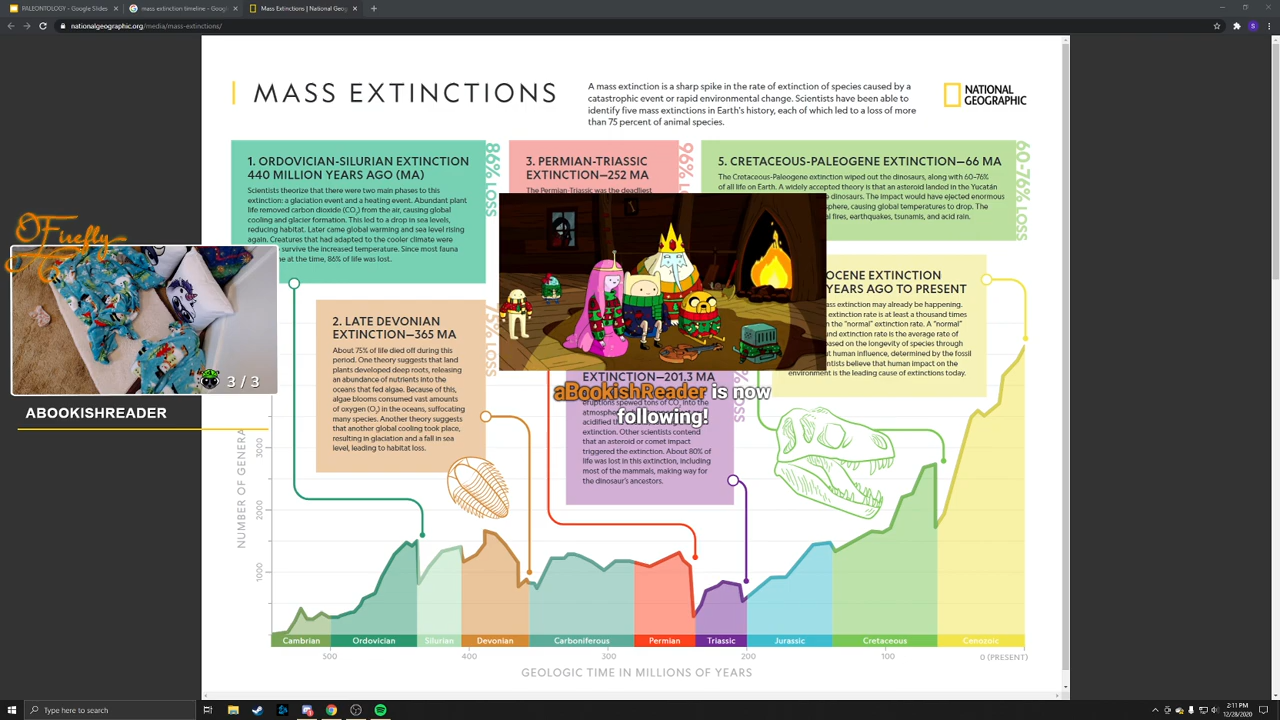 PALEONTOLOGY - Google Slides
mass extinction timeline - Googl
Mass Extinctions | National Geog
nationalgeographic.org/media/mass-extinctions/
MASS EXTINCTIONS
A mass extinction is a sharp spike in the rate of extinction of species caused by a
catastrophic event or rapid environmental change. Scientists have been able to
identify five mass extinctions in Earth's history, each of which led to a loss of more
than 75 percent of animal species.
NATIONAL
GEOGRAPHIC
1. ORDOVICIAN-SILURIAN EXTINCTION
440 MILLION YEARS AGO (MA)
Scientists theorize that there were two main phases to this
extinction: a glaciation event and a heating event. Abundant plant
life removed carbon dioxide (CO₂) from the air, causing global
cooling and glacier formation. This led to a drop in sea levels,
reducing habitat. Later came global warming and sea level rising
again. Creatures that had adapted to the cooler climate were
survive the increased temperature. Since most fauna
at the time, 86% of life was lost.
86% LOSS
3. PERMIAN-TRIASSIC
EXTINCTION—252 MA
The Permian-Triassic was the deadliest
96%
5. CRETACEOUS-PALEOGENE EXTINCTION—66 MA
The Cretaceous-Paleogene extinction wiped out the dinosaurs, along with 60-76%
of all life on Earth. A widely accepted theory is that an asteroid landed in the Yucatán
dinosaurs. The impact would have ejected enormous
sphere, causing global temperatures to drop. The
fires, earthquakes, tsunamis, and acid rain.
60-76% LOSS
OFirefly
3 / 3
ABOOKISHREADER
2. LATE DEVONIAN
EXTINCTION—365 MA
About 75% of life died off during this
period. One theory suggests that land
plants developed deep roots, releasing
an abundance of nutrients into the
oceans that fed algae. Because of this,
algae blooms consumed vast amounts
of oxygen (O₂) in the oceans, suffocating
many species. Another theory suggests
that another global cooling took place,
resulting in glaciation and a fall in sea
level, leading to habitat loss.
75% LOSS
OCENE EXTINCTION
YEARS AGO TO PRESENT
ass extinction may already be happening.
extinction rate is at least a thousand times
n the "normal" extinction rate. A "normal"
und extinction rate is the average rate of
based on the longevity of species through
human influence, determined by the fossil
entists believe that human impact on the
environment is the leading cause of extinctions today.
EXTINCTION—201.3 MA
eruptions spewed tons of CO₂ into the
aBookishReader is now
following!
extinction. Other scientists contend
that an asteroid or comet impact
triggered the extinction. About 80% of
life was lost in this extinction, including
most of the mammals, making way for
the dinosaur's ancestors.
NUMBER OF GENERA
3000
2000
1000
Cambrian
Ordovician
Silurian
Devonian
Carboniferous
Permian
Triassic
Jurassic
Cretaceous
Cenozoic
500
400
300
200
100
0 (PRESENT)
GEOLOGIC TIME IN MILLIONS OF YEARS
Type here to search
2:11 PM
12/28/2020